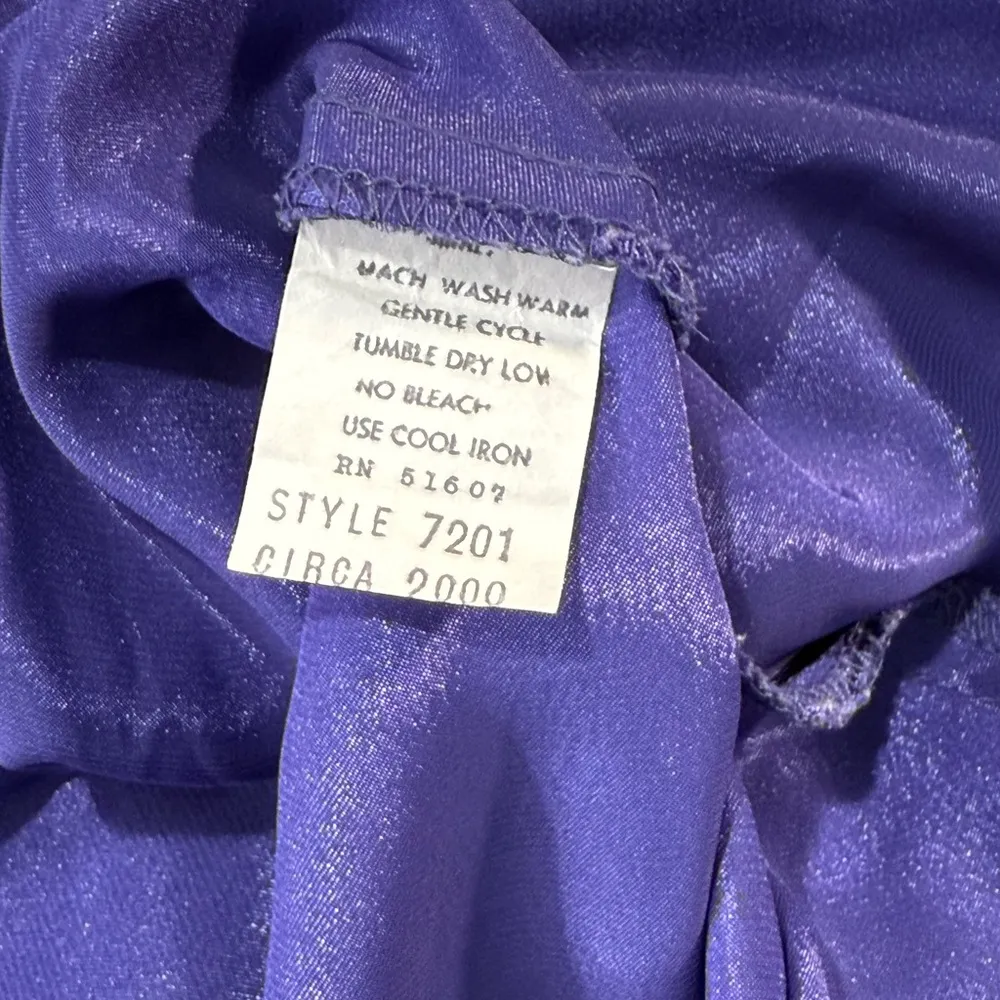 MACH WASH WARM
GENTLE CYCLE
TUMBLE DRY LOW
NO BLEACH
USE COOL IRON
RN 51607
STYLE 7201
CIRCA 2000